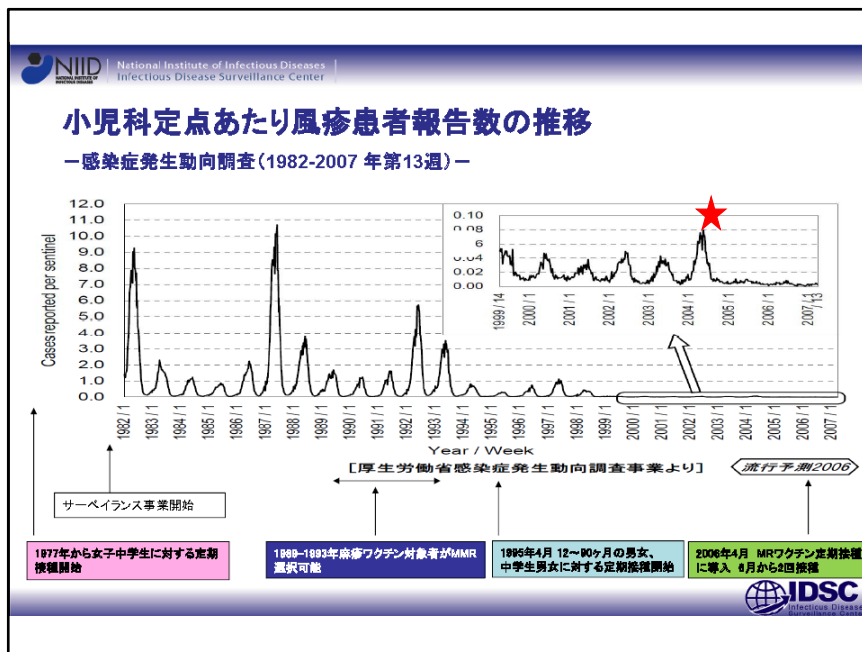 NIID
NATIONAL INSTITUTE OF INFECTIOUS DISEASES
National Institute of Infectious Diseases
Infectious Disease Surveillance Center
小児科定点あたり風疹患者報告数の推移
－感染症発生動向調査(1982-2007 年第13週)－
Cases reported per sentinel
12.0
11.0
10.0
9.0
8.0
7.0
6.0
5.0
4.0
3.0
2.0
1.0
0.0
0.10
0.08
6
0.04
0.02
0.00
1999 / 14
2000 / 1
2001 / 1
2002 / 1
2003 / 1
2004 / 1
2005 / 1
2006 / 1
2007 / 13
1982 / 1
1983 / 1
1984 / 1
1985 / 1
1986 / 1
1987 / 1
1988 / 1
1989 / 1
1990 / 1
1991 / 1
1992 / 1
1993 / 1
1994 / 1
1995 / 1
1996 / 1
1997 / 1
1998 / 1
1999 / 1
2000 / 1
2001 / 1
2002 / 1
2003 / 1
2004 / 1
2005 / 1
2006 / 1
2007 / 1
Year / Week
[厚生労働省感染症発生動向調査事業より]
流行予測2006
サーベイランス事業開始
1977年から女子中学生に対する定期
接種開始
1989–1993年麻疹ワクチン対象者がMMR
選択可能
1995年4月 12～90ヶ月の男女、
中学生男女に対する定期接種開始
2006年4月 MRワクチン定期接種
に導入 6月から2回接種
IDSC
Infectious Disease
Surveillance Center